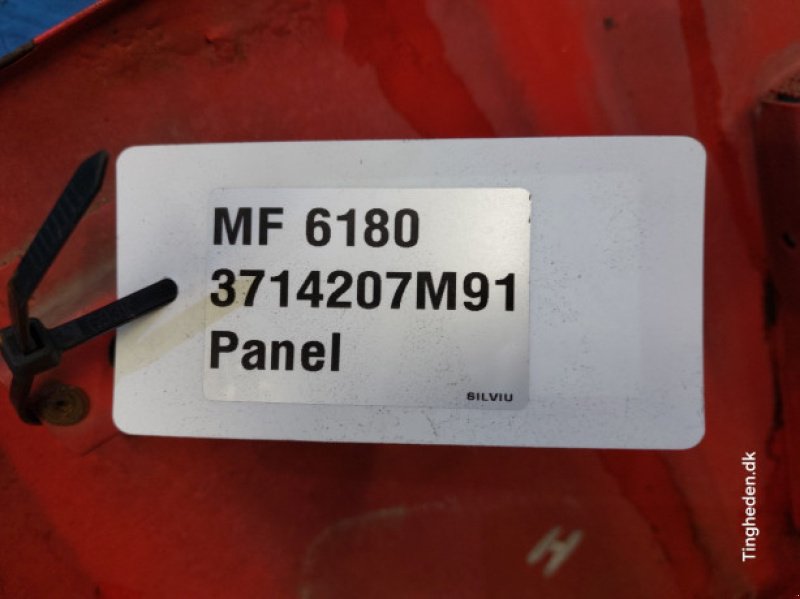 MF 6180
3714207M91
Panel
SILVIU
Tingheden.dk
H